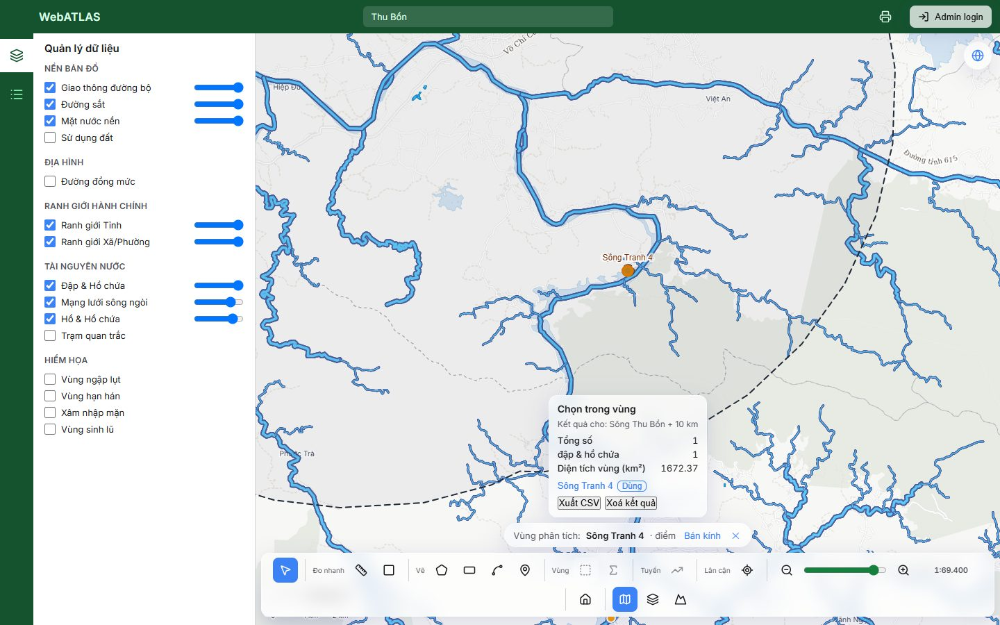 WebATLAS
Thu Bồn
Admin login
Quản lý dữ liệu
NỀN BẢN ĐỒ
Giao thông đường bộ
Đường sắt
Mặt nước nền
Sử dụng đất
ĐỊA HÌNH
Đường đồng mức
RANH GIỚI HÀNH CHÍNH
Ranh giới Tỉnh
Ranh giới Xã/Phường
TÀI NGUYÊN NƯỚC
Đập & Hồ chứa
Mạng lưới sông ngòi
Hồ & Hồ chứa
Trạm quan trắc
HIỂM HỌA
Vùng ngập lụt
Vùng hạn hán
Xâm nhập mặn
Vùng sinh lũ
Võ Chí
Việt An
Đường tỉnh 615
Sông Tranh 4
Phước Trà
Chọn trong vùng
Kết quả cho: Sông Thu Bồn + 10 km
Tổng số 1
đập & hồ chứa 1
Diện tích vùng (km²) 1672.37
Sông Tranh 4 Dùng
Xuất CSV Xoá kết quả
Vùng phân tích: Sông Tranh 4 · điểm Bán kính
Đo nhanh Vẽ Vùng Tuyến Lân cận 1:69.400